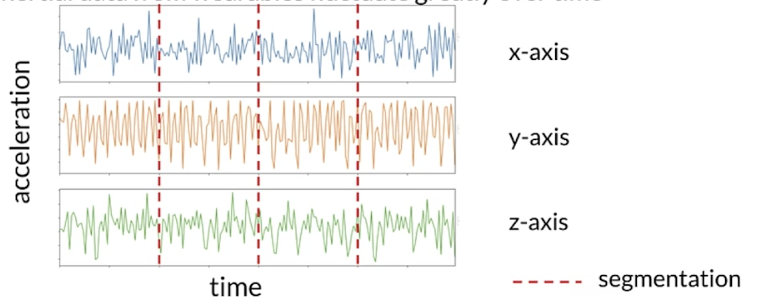 x-axis
acceleration
y-axis
z-axis
time
segmentation